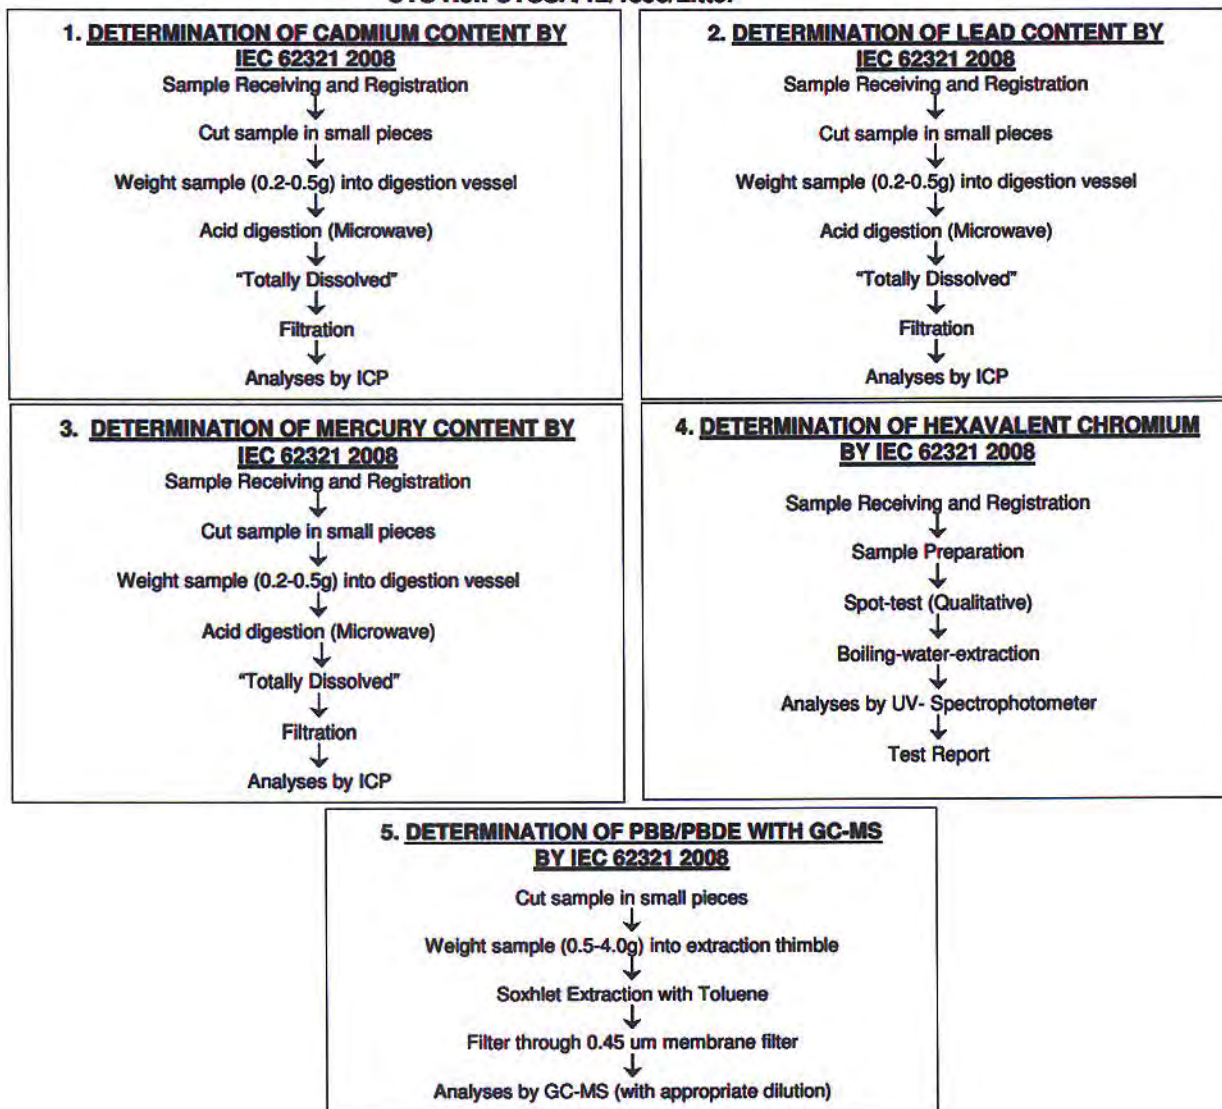 1. DETERMINATION OF CADMIUM CONTENT BY
IEC 62321 2008
Sample Receiving and Registration
Cut sample in small pieces
Weight sample (0.2-0.5g) into digestion vessel
Acid digestion (Microwave)
"Totally Dissolved"
Filtration
Analyses by ICP
2. DETERMINATION OF LEAD CONTENT BY
IEC 62321 2008
Sample Receiving and Registration
Cut sample in small pieces
Weight sample (0.2-0.5g) into digestion vessel
Acid digestion (Microwave)
"Totally Dissolved"
Filtration
Analyses by ICP
3. DETERMINATION OF MERCURY CONTENT BY
IEC 62321 2008
Sample Receiving and Registration
Cut sample in small pieces
Weight sample (0.2-0.5g) into digestion vessel
Acid digestion (Microwave)
"Totally Dissolved"
Filtration
Analyses by ICP
4. DETERMINATION OF HEXAVALENT CHROMIUM
BY IEC 62321 2008
Sample Receiving and Registration
Sample Preparation
Spot-test (Qualitative)
Boiling-water-extraction
Analyses by UV- Spectrophotometer
Test Report
5. DETERMINATION OF PBB/PBDE WITH GC-MS
BY IEC 62321 2008
Cut sample in small pieces
Weight sample (0.5-4.0g) into extraction thimble
Soxhlet Extraction with Toluene
Filter through 0.45 um membrane filter
Analyses by GC-MS (with appropriate dilution)